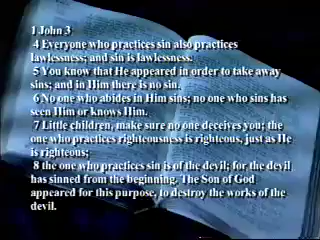 1 John 3
4 Everyone who practices sin also practices
lawlessness; and sin is lawlessness.
5 You know that He appeared in order to take away
sins; and in Him there is no sin.
6 No one who abides in Him sins; no one who sins has
seen Him or knows Him.
7 Little children, make sure no one deceives you; the
one who practices righteousness is righteous, just as He
is righteous;
8 the one who practices sin is of the devil; for the devil
has sinned from the beginning. The Son of God
appeared for this purpose, to destroy the works of the
devil.